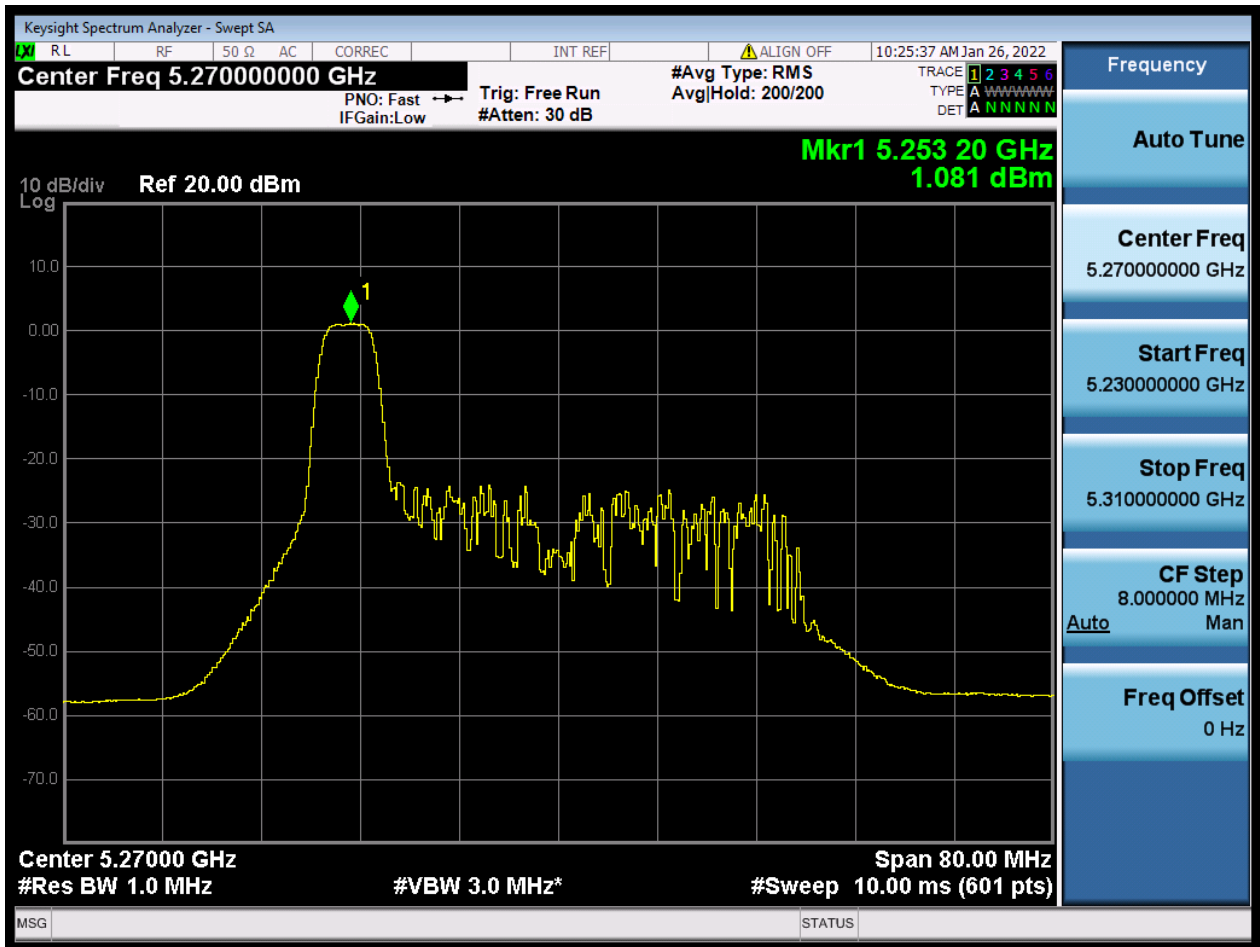 Keysight Spectrum Analyzer - Swept SA
LXI RL RF 50 Ω AC CORREC INT REF ALIGN OFF 10:25:37 AM Jan 26, 2022
Center Freq 5.270000000 GHz
PNO: Fast
IFGain:Low
Trig: Free Run
#Atten: 30 dB
#Avg Type: RMS
Avg|Hold: 200/200
TRACE 1 2 3 4 5 6
TYPE A WWWWW
DET A N N N N N
Mkr1 5.253 20 GHz
1.081 dBm
10 dB/div Ref 20.00 dBm
Log
10.0
0.00
-10.0
-20.0
-30.0
-40.0
-50.0
-60.0
-70.0
1
Center 5.27000 GHz Span 80.00 MHz
#Res BW 1.0 MHz #VBW 3.0 MHz* #Sweep 10.00 ms (601 pts)
MSG STATUS
Frequency
Auto Tune
Center Freq
5.270000000 GHz
Start Freq
5.230000000 GHz
Stop Freq
5.310000000 GHz
CF Step
8.000000 MHz
Auto Man
Freq Offset
0 Hz